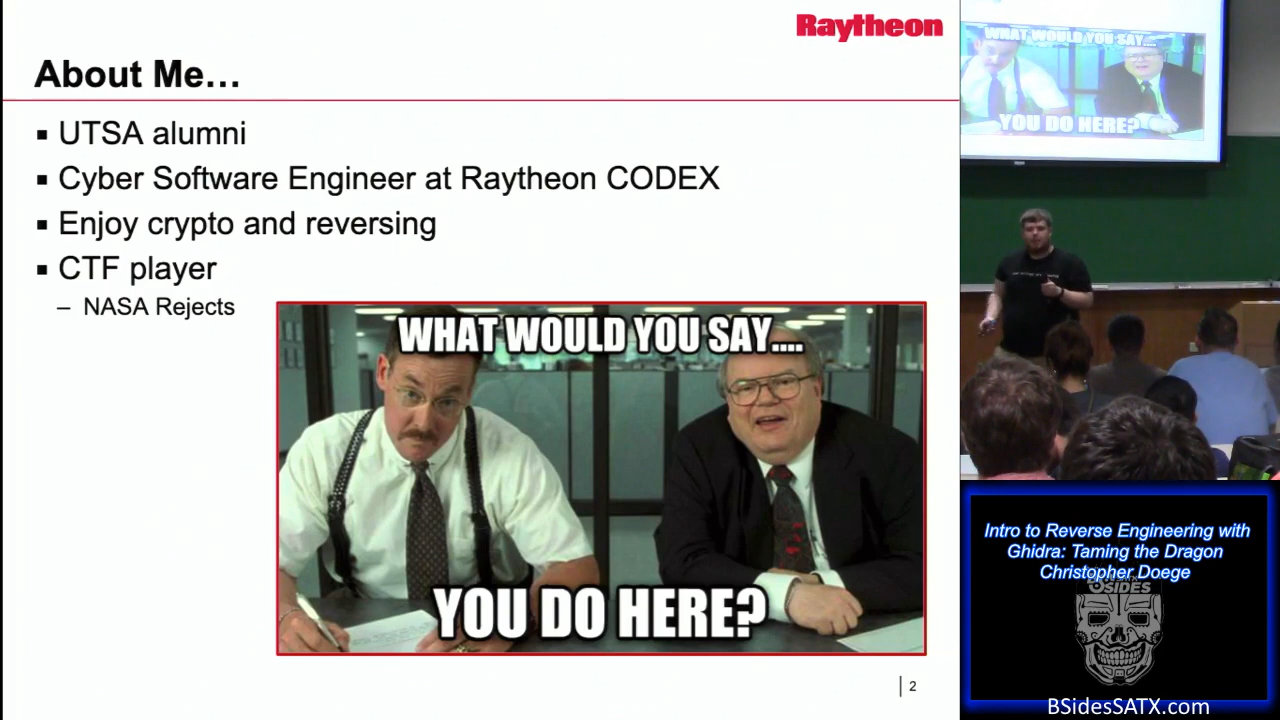 Raytheon
About Me…
▪ UTSA alumni
▪ Cyber Software Engineer at Raytheon CODEX
▪ Enjoy crypto and reversing
▪ CTF player
– NASA Rejects
WHAT WOULD YOU SAY....
YOU DO HERE?
2
WHAT WOULD YOU SAY....
YOU DO HERE?
Intro to Reverse Engineering with
Ghidra: Taming the Dragon
Christopher Doege
SIDES
BSidesSATX.com